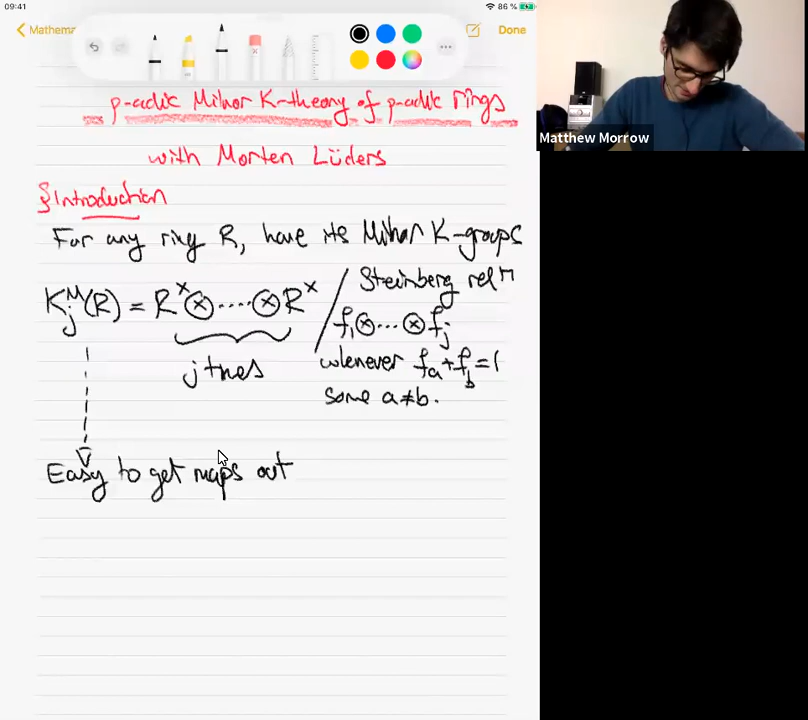 09:41
86 %
Mathema
Done
p-adic Milnor K-theory of p-adic rings
with Morten Lüders
§Introduction
For any ring R, have its Milnor K-groups
K_j^M(R) = R^× ⊗ .... ⊗ R^× / Steinberg rel^n
f_1 ⊗ ... ⊗ f_j
j times
whenever f_a + f_b = 1
some a ≠ b.
Easy to get maps out
Matthew Morrow